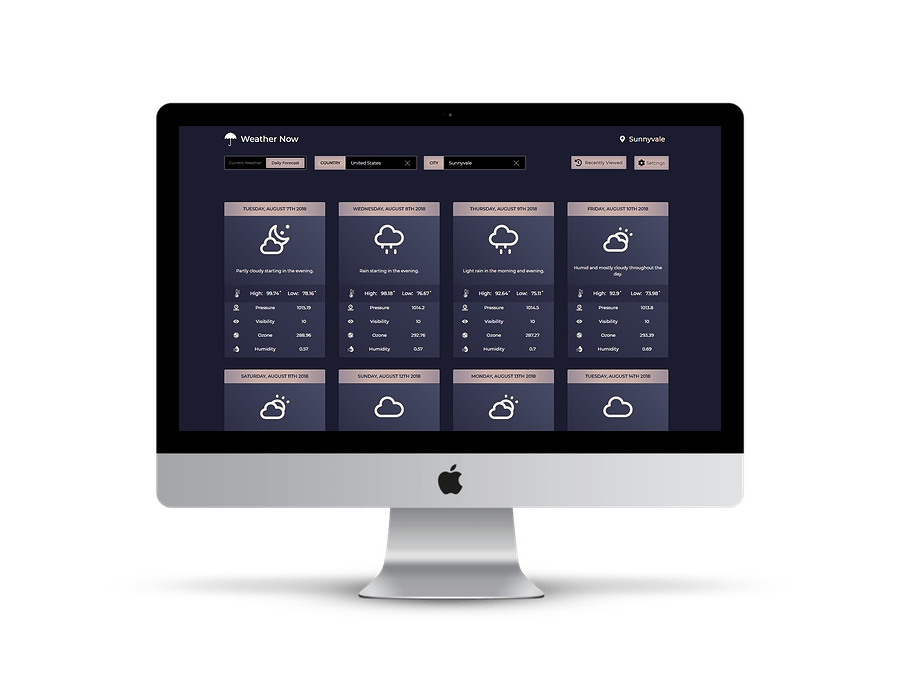 Weather Now
Sunnyvale
Current Weather
Daily Forecast
COUNTRY
United States
CITY
Sunnyvale
Recently Viewed
Settings
TUESDAY, AUGUST 7TH 2018
Partly cloudy starting in the evening.
High: 99.74° Low: 78.16°
Pressure 1015.19
Visibility 10
Ozone 288.96
Humidity 0.57
WEDNESDAY, AUGUST 8TH 2018
Rain starting in the evening.
High: 98.18° Low: 76.67°
Pressure 1014.2
Visibility 10
Ozone 292.76
Humidity 0.57
THURSDAY, AUGUST 9TH 2018
Light rain in the morning and evening.
High: 92.64° Low: 75.11°
Pressure 1014.5
Visibility 10
Ozone 287.27
Humidity 0.7
FRIDAY, AUGUST 10TH 2018
Humid and mostly cloudy throughout the
day.
High: 92.9° Low: 73.98°
Pressure 1013.8
Visibility 10
Ozone 293.39
Humidity 0.69
SATURDAY, AUGUST 11TH 2018
SUNDAY, AUGUST 12TH 2018
MONDAY, AUGUST 13TH 2018
TUESDAY, AUGUST 14TH 2018